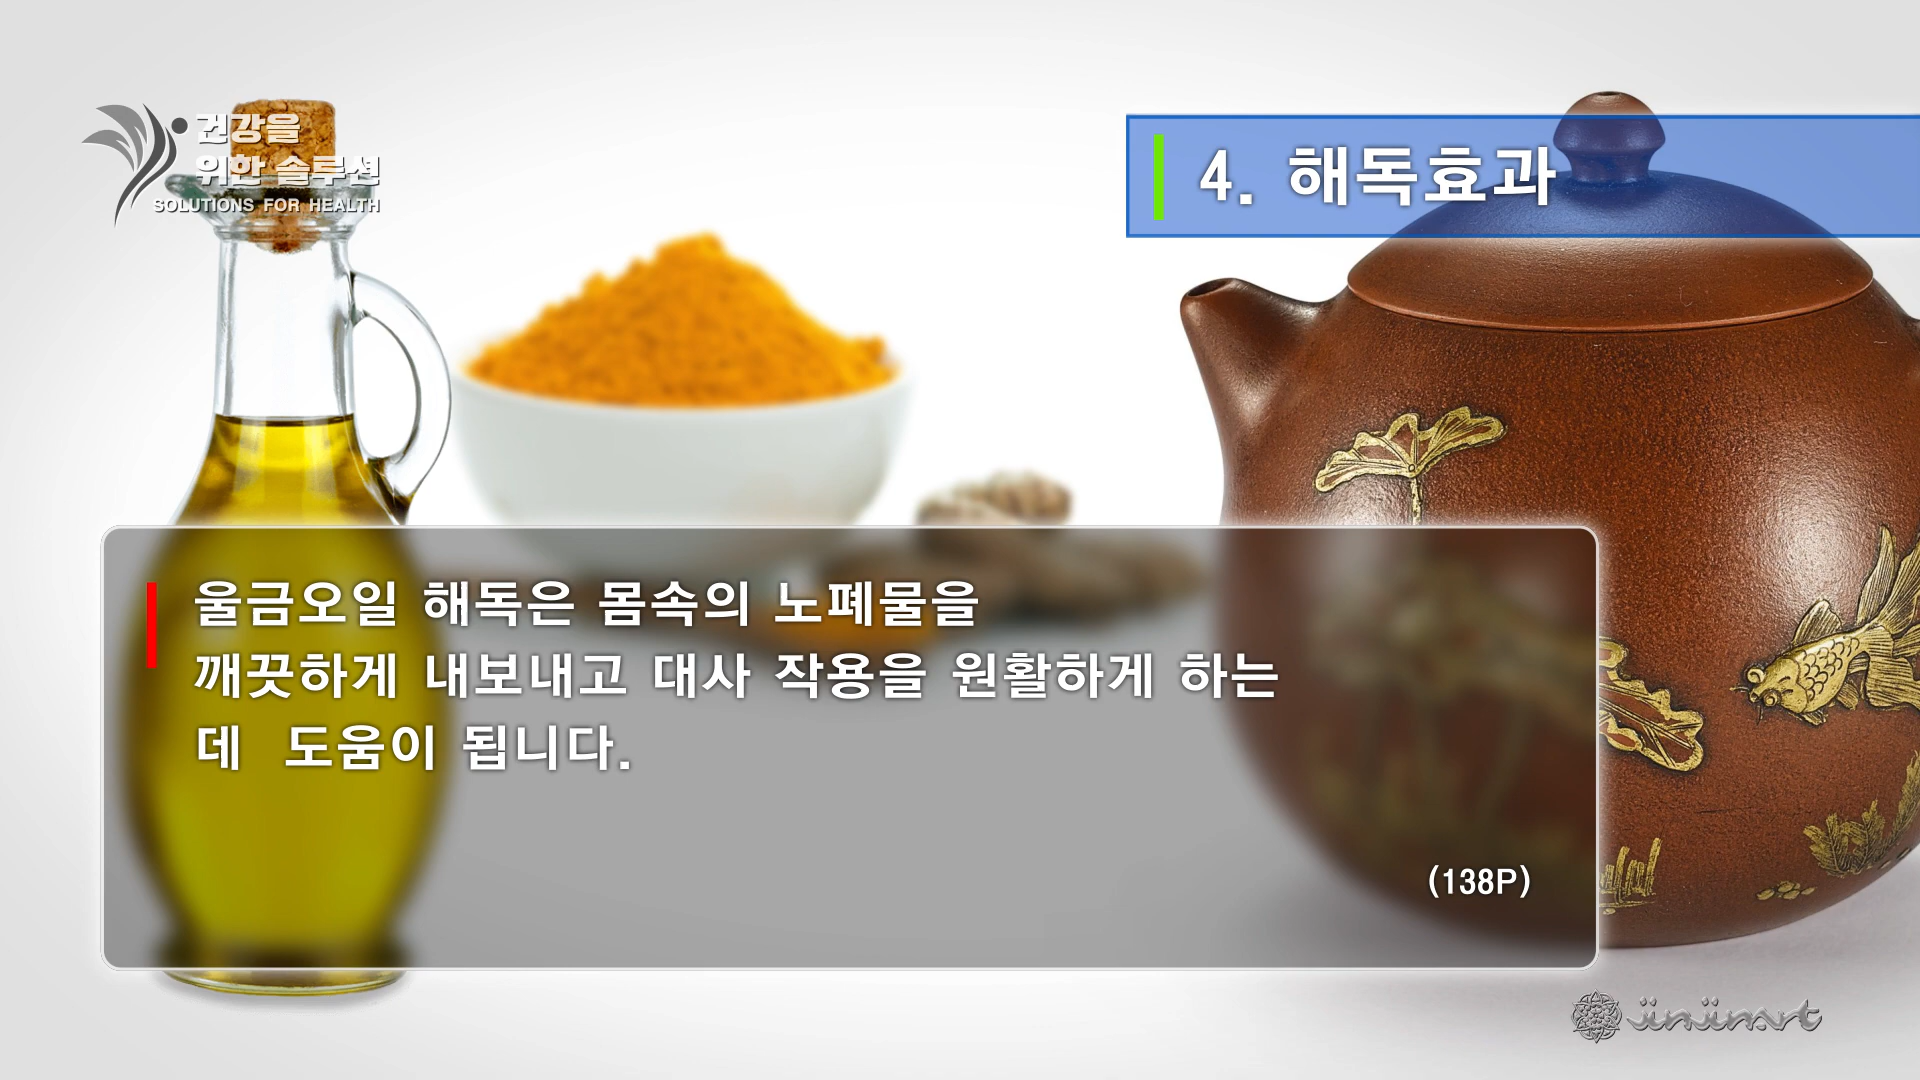 건강을
위한 솔루션
SOLUTIONS FOR HEALTH
4. 해독효과
울금오일 해독은 몸속의 노폐물을
깨끗하게 내보내고 대사 작용을 원활하게 하는
데 도움이 됩니다.
(138P)
jinjimrt